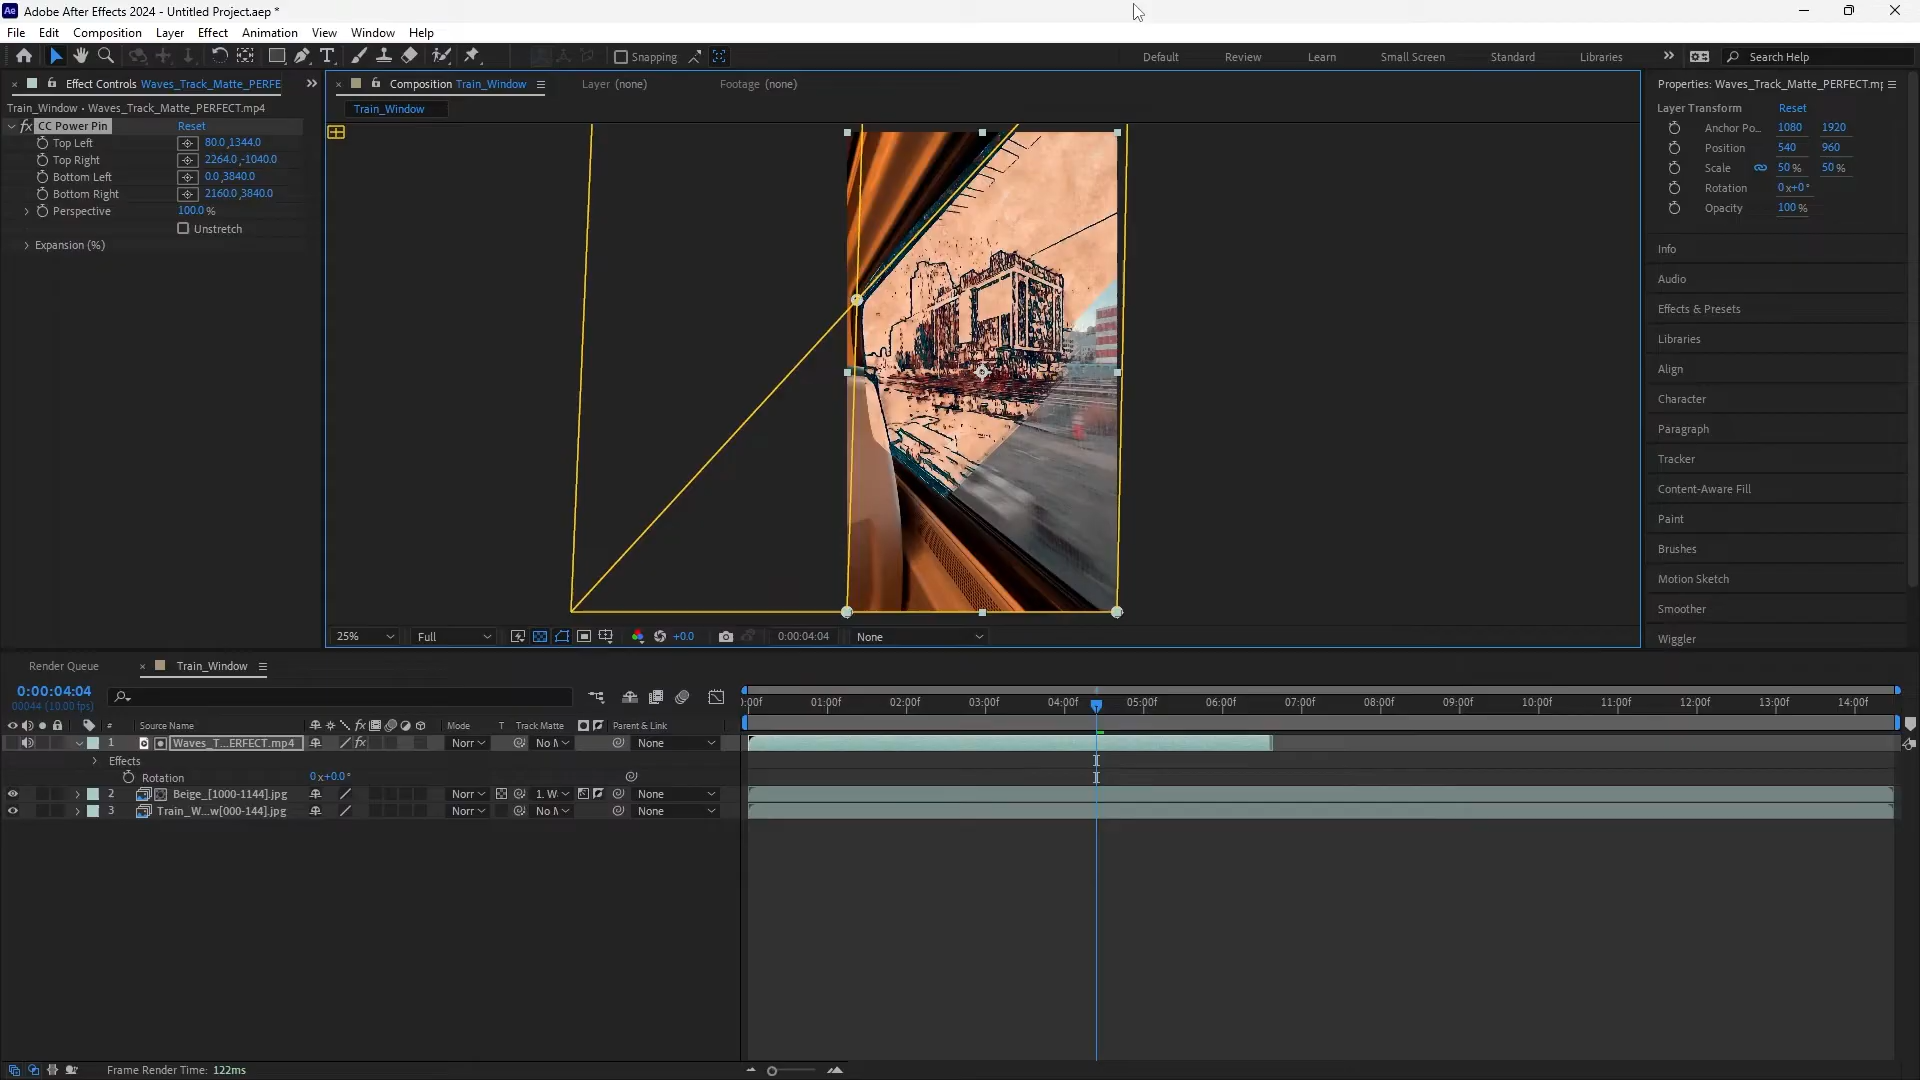 Ae Adobe After Effects 2024 - Untitled Project.aep *
File Edit Composition Layer Effect Animation View Window Help
Snapping
Default Review Learn Small Screen Standard Libraries
Search Help
Effect Controls Waves_Track_Matte_PERFE
Composition Train_Window
Layer (none)
Footage (none)
Properties: Waves_Track_Matte_PERFECT.mp
Train_Window • Waves_Track_Matte_PERFECT.mp4
fx CC Power Pin Reset
Top Left 80.0,1344.0
Top Right 2264.0,-1040.0
Bottom Left 0.0,3840.0
Bottom Right 2160.0,3840.0
Perspective 100.0 %
Unstretch
Expansion (%)
Train_Window
Layer Transform Reset
Anchor Po... 1080 1920
Position 540 960
Scale 50 % 50 %
Rotation 0x+0°
Opacity 100 %
Info
Audio
Effects & Presets
Libraries
Align
Character
Paragraph
Tracker
Content-Aware Fill
Paint
Brushes
Motion Sketch
Smoother
Wiggler
25% Full +0.0 0:00:04:04 None
Render Queue Train_Window
0:00:04:04
00044 (10.00 fps)
):00f 01:00f 02:00f 03:00f 04:00f 05:00f 06:00f 07:00f 08:00f 09:00f 10:00f 11:00f 12:00f 13:00f 14:00f
# Source Name fx Mode T Track Matte Parent & Link
1 Waves_T...ERFECT.mp4 fx Norr No M None
Effects
Rotation 0x+0.0°
2 Beige_[1000-1144].jpg Norr 1. W None
3 Train_W...w[000-144].jpg Norr No M None
Frame Render Time: 122ms